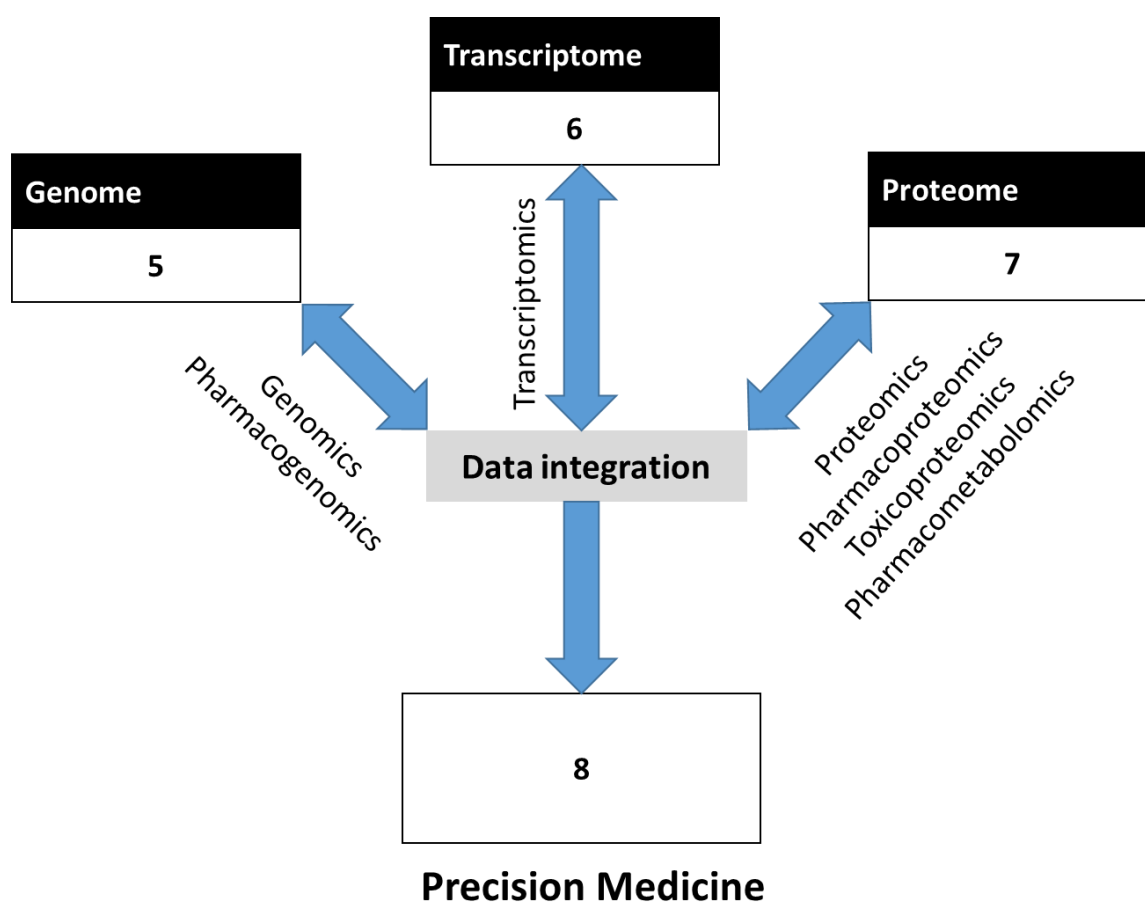 Transcriptome
6
Genome
5
Proteome
7
Transcriptomics
Genomics
Pharmacogenomics
Proteomics
Pharmacoproteomics
Toxicoproteomics
Pharmacometabolomics
Data integration
8
Precision Medicine